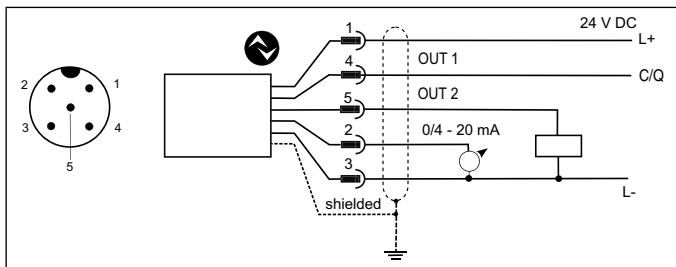 1
24 V DC
L+
2
1
4
OUT 1
C/Q
5
OUT 2
3
4
2
0/4 - 20 mA
5
3
L-
shielded